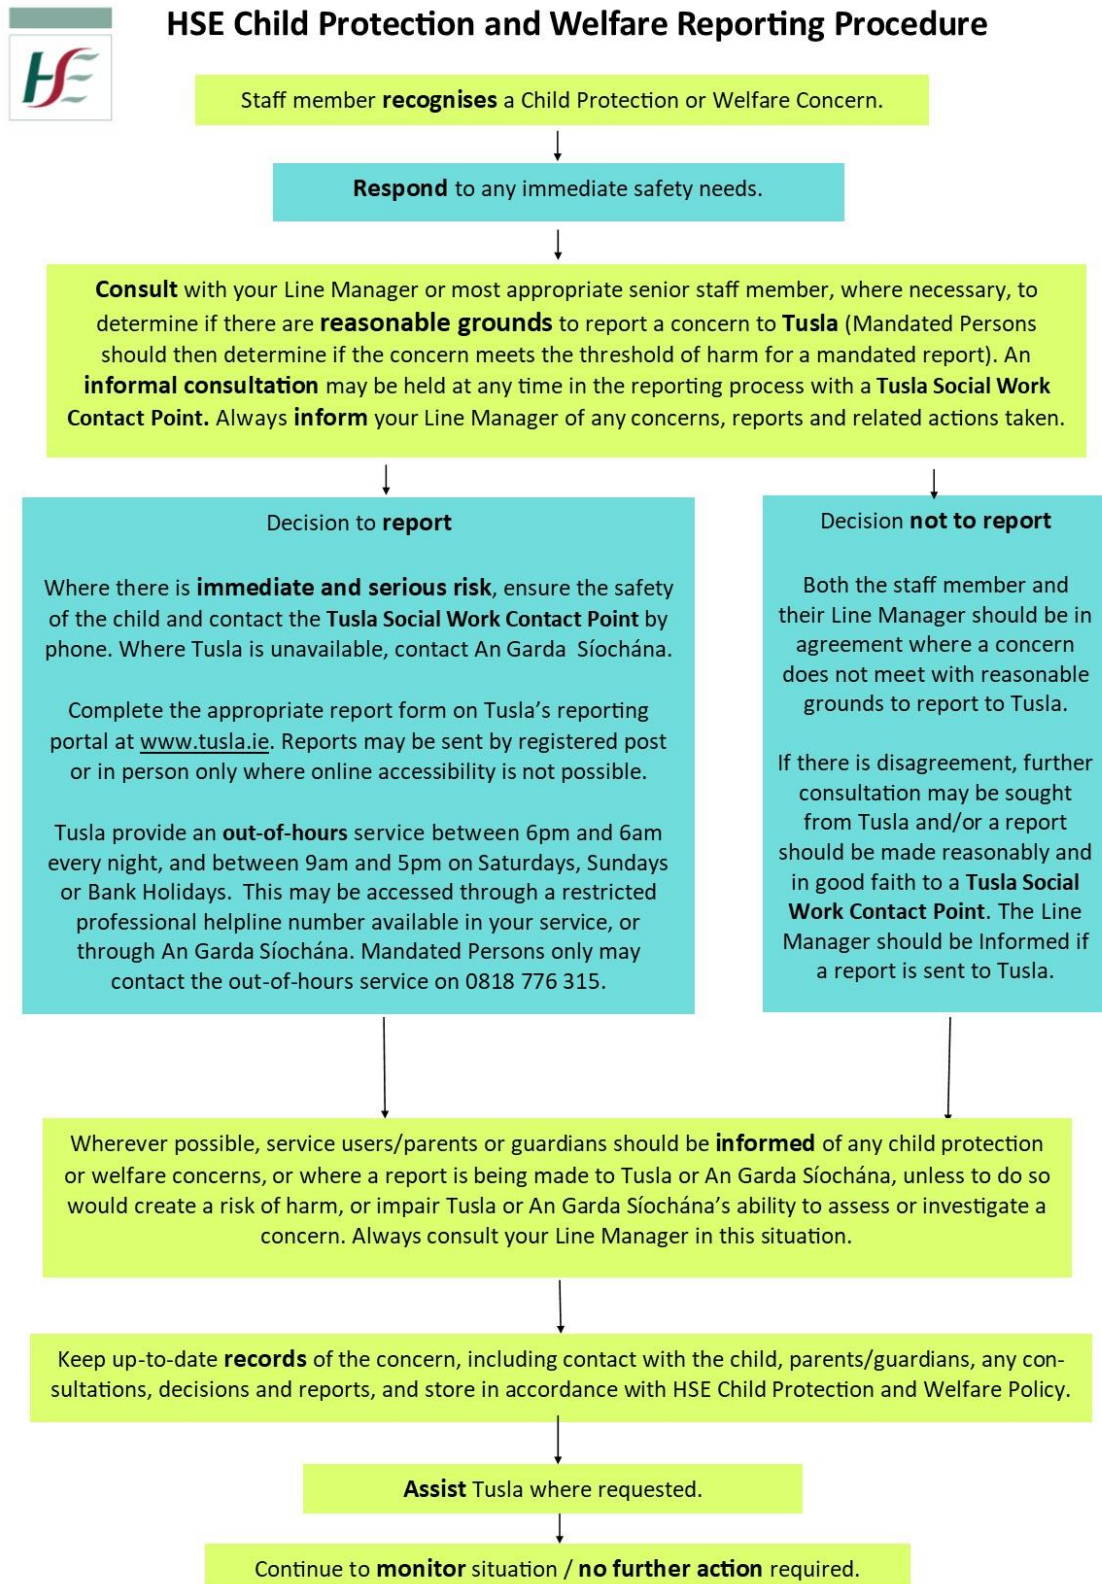 HSE Child Protection and Welfare Reporting Procedure
HSE
Staff member recognises a Child Protection or Welfare Concern.
Respond to any immediate safety needs.
Consult with your Line Manager or most appropriate senior staff member, where necessary, to
determine if there are reasonable grounds to report a concern to Tusla (Mandated Persons
should then determine if the concern meets the threshold of harm for a mandated report). An
informal consultation may be held at any time in the reporting process with a Tusla Social Work
Contact Point. Always inform your Line Manager of any concerns, reports and related actions taken.
Decision to report
Where there is immediate and serious risk, ensure the safety
of the child and contact the Tusla Social Work Contact Point by
phone. Where Tusla is unavailable, contact An Garda Síochána.
Complete the appropriate report form on Tusla's reporting
portal at www.tusla.ie. Reports may be sent by registered post
or in person only where online accessibility is not possible.
Tusla provide an out-of-hours service between 6pm and 6am
every night, and between 9am and 5pm on Saturdays, Sundays
or Bank Holidays. This may be accessed through a restricted
professional helpline number available in your service, or
through An Garda Síochána. Mandated Persons only may
contact the out-of-hours service on 0818 776 315.
Decision not to report
Both the staff member and
their Line Manager should be in
agreement where a concern
does not meet with reasonable
grounds to report to Tusla.
If there is disagreement, further
consultation may be sought
from Tusla and/or a report
should be made reasonably and
in good faith to a Tusla Social
Work Contact Point. The Line
Manager should be Informed if
a report is sent to Tusla.
Wherever possible, service users/parents or guardians should be informed of any child protection
or welfare concerns, or where a report is being made to Tusla or An Garda Síochána, unless to do so
would create a risk of harm, or impair Tusla or An Garda Síochána's ability to assess or investigate a
concern. Always consult your Line Manager in this situation.
Keep up-to-date records of the concern, including contact with the child, parents/guardians, any con-
sultations, decisions and reports, and store in accordance with HSE Child Protection and Welfare Policy.
Assist Tusla where requested.
Continue to monitor situation / no further action required.